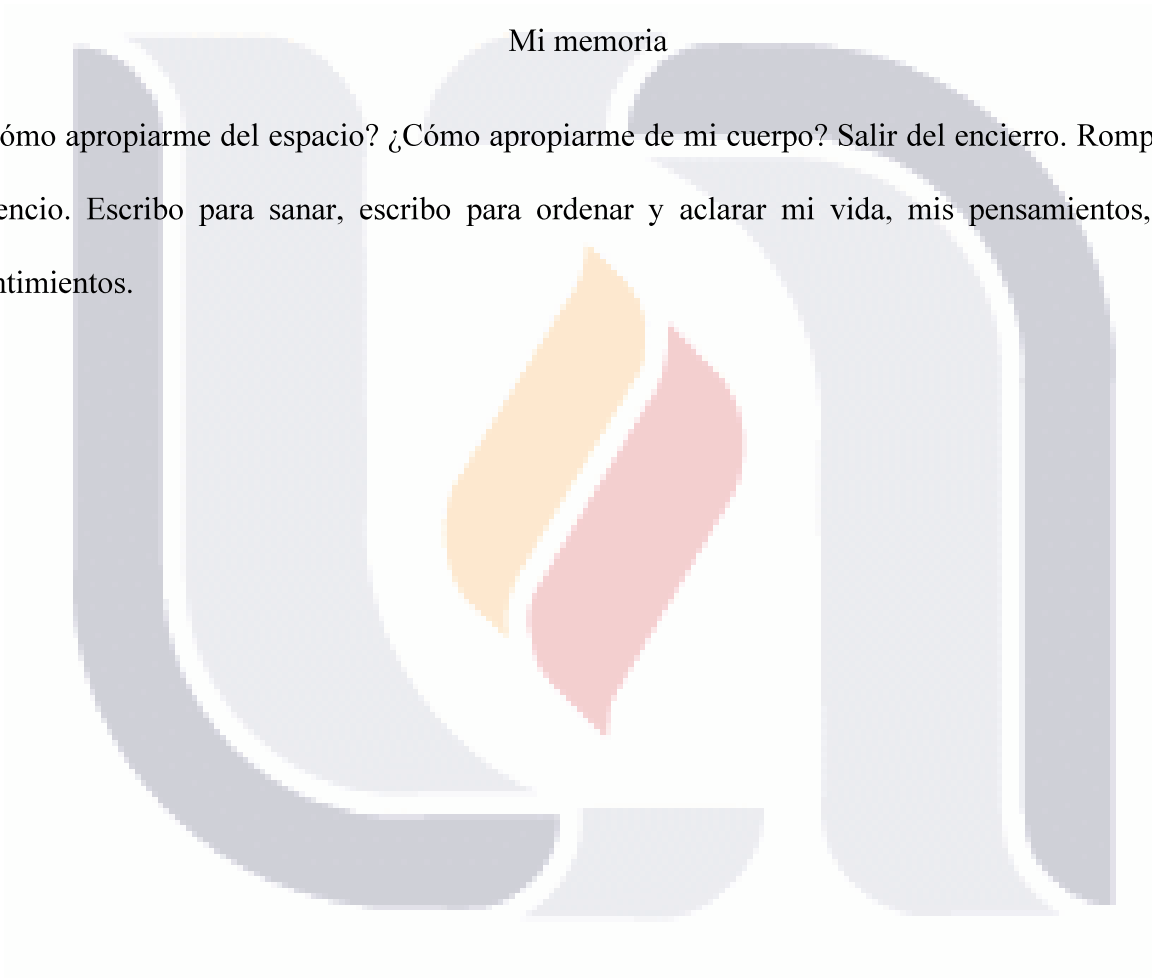 Mi memoria
ómo apropiarme del espacio? ¿Cómo apropiarme de mi cuerpo? Salir del encierro. Romp
encio. Escribo para sanar, escribo para ordenar y aclarar mi vida, mis pensamientos,
ntimientos.